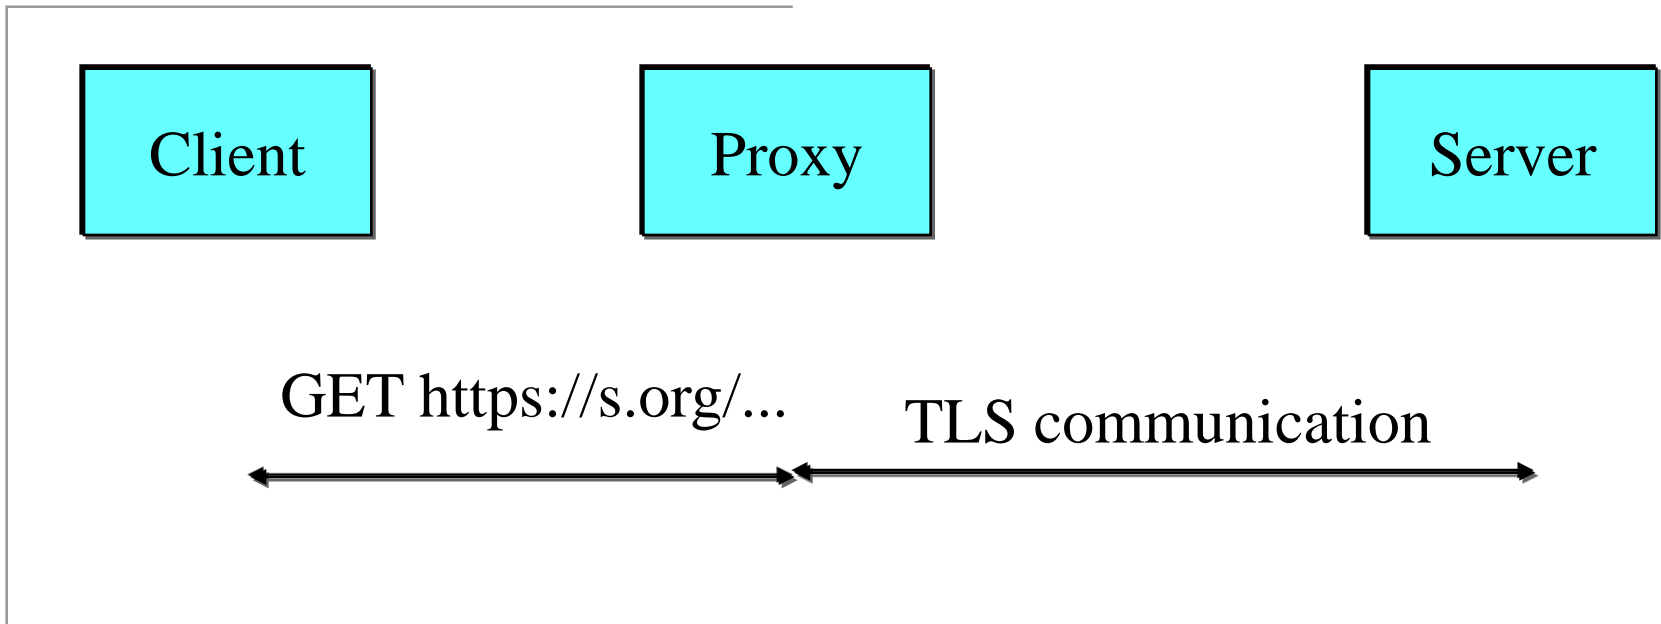 Client
Proxy
Server
GET https://s.org/...
TLS communication